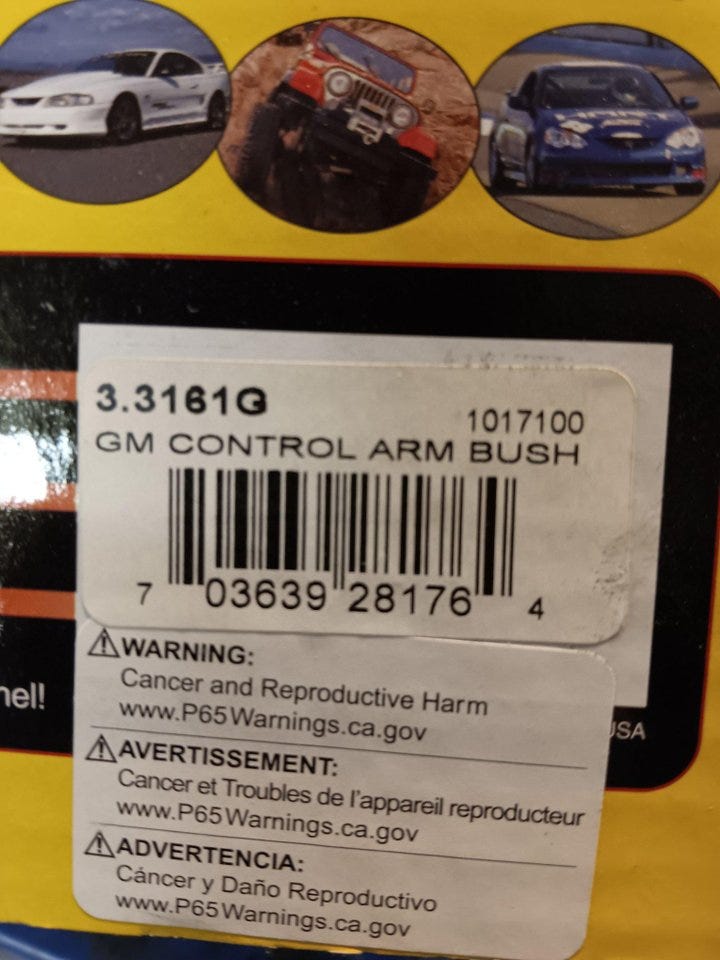 3.3161G
1017100
GM CONTROL ARM BUSH
7 03639 28176 4
WARNING:
Cancer and Reproductive Harm
www.P65Warnings.ca.gov
nel!
USA
AVERTISSEMENT:
Cancer et Troubles de l'appareil reproducteur
www.P65Warnings.ca.gov
ADVERTENCIA:
Cáncer y Daño Reproductivo
www.P65Warnings.ca.gov